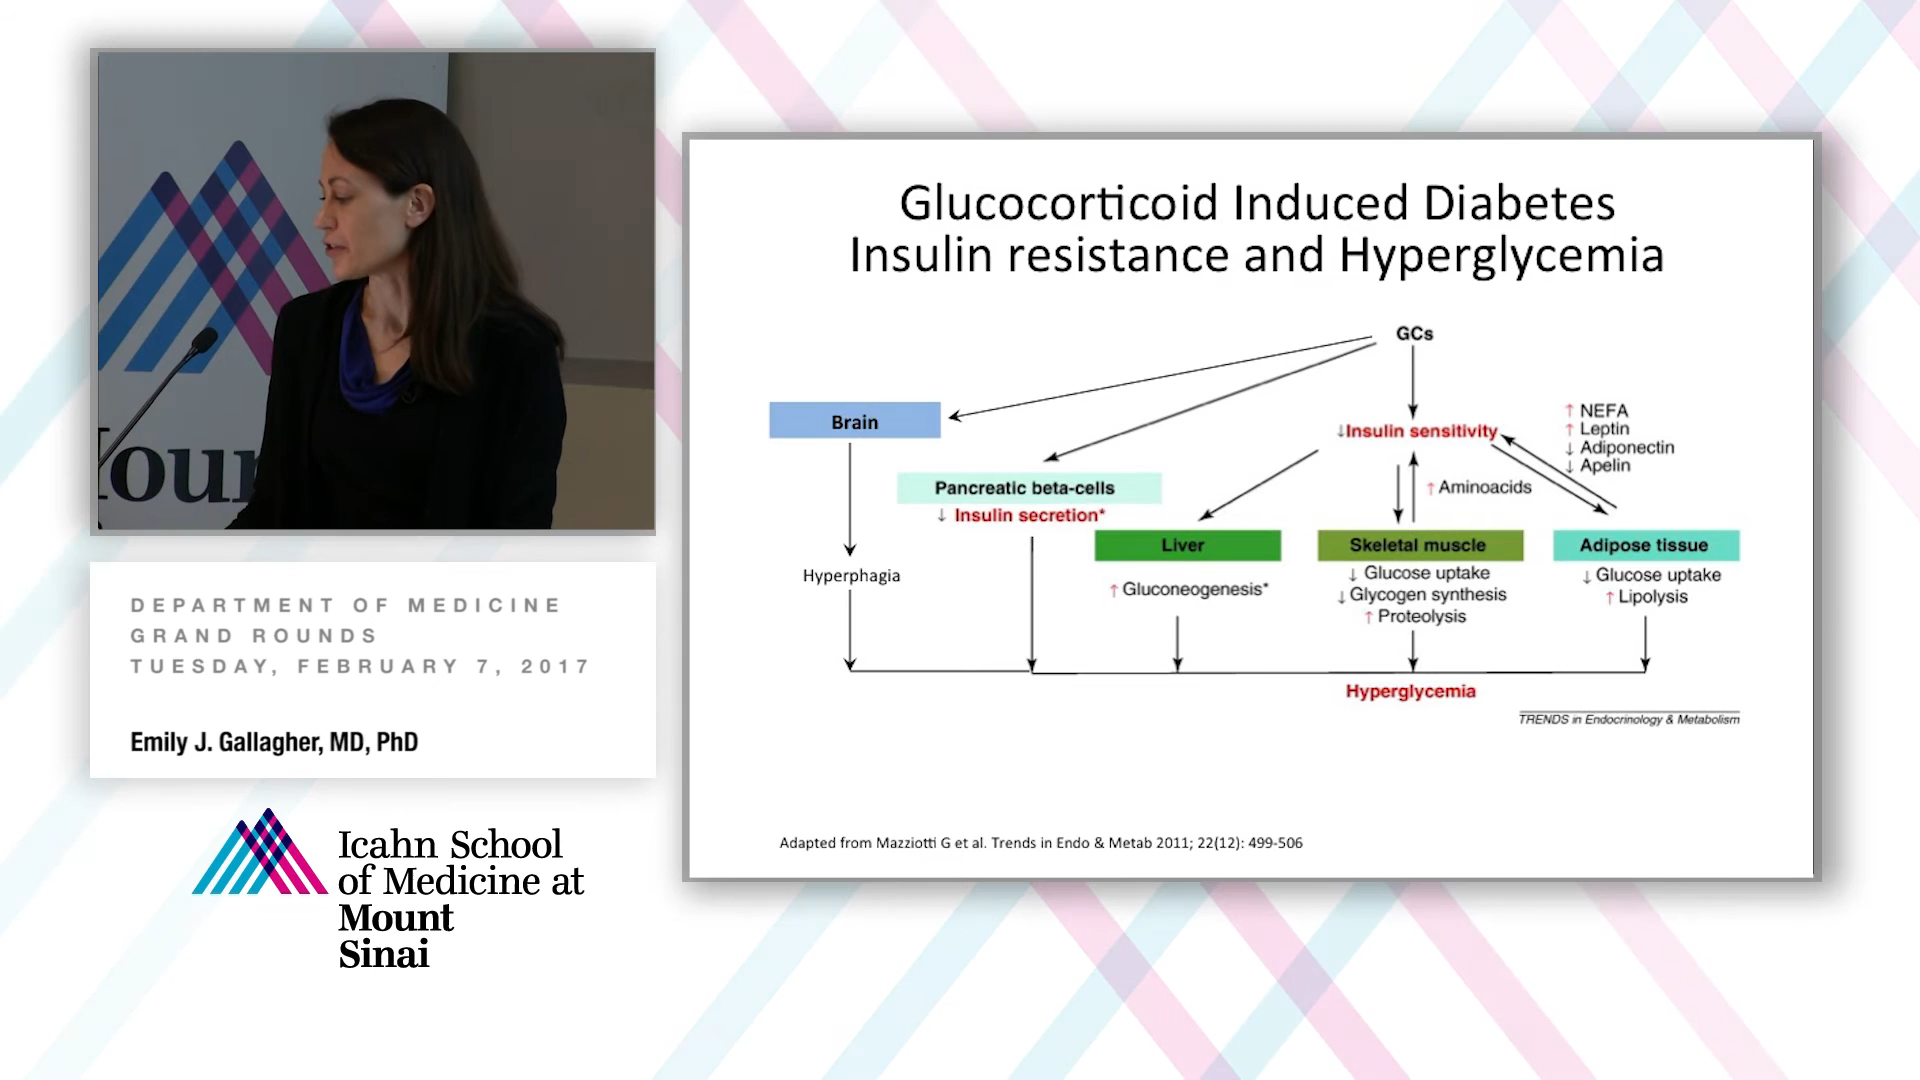 Glucocorticoid Induced Diabetes
Insulin resistance and Hyperglycemia
GCs
Brain
↓Insulin sensitivity
↑ NEFA
↑ Leptin
↓ Adiponectin
↓ Apelin
Pancreatic beta-cells
↓ Insulin secretion*
↑ Aminoacids
Liver
Skeletal muscle
Adipose tissue
Hyperphagia
↑ Gluconeogenesis*
↓ Glucose uptake
↓ Glycogen synthesis
↑ Proteolysis
↓ Glucose uptake
↑ Lipolysis
Hyperglycemia
TRENDS in Endocrinology & Metabolism
Adapted from Mazziotti G et al. Trends in Endo & Metab 2011; 22(12): 499-506
DEPARTMENT OF MEDICINE
GRAND ROUNDS
TUESDAY, FEBRUARY 7, 2017
Emily J. Gallagher, MD, PhD
Icahn School
of Medicine at
Mount
Sinai